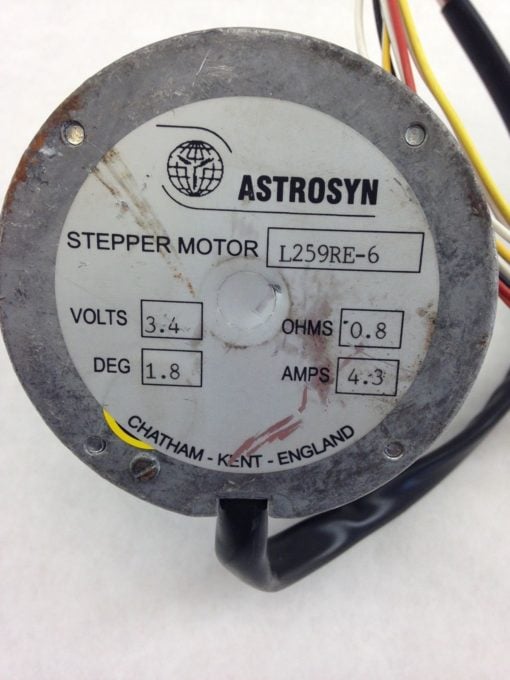 ASTROSYN
STEPPER MOTOR L259RE-6
VOLTS 3.4 OHMS 0.8
DEG 1.8 AMPS 4.3
CHATHAM - KENT - ENGLAND